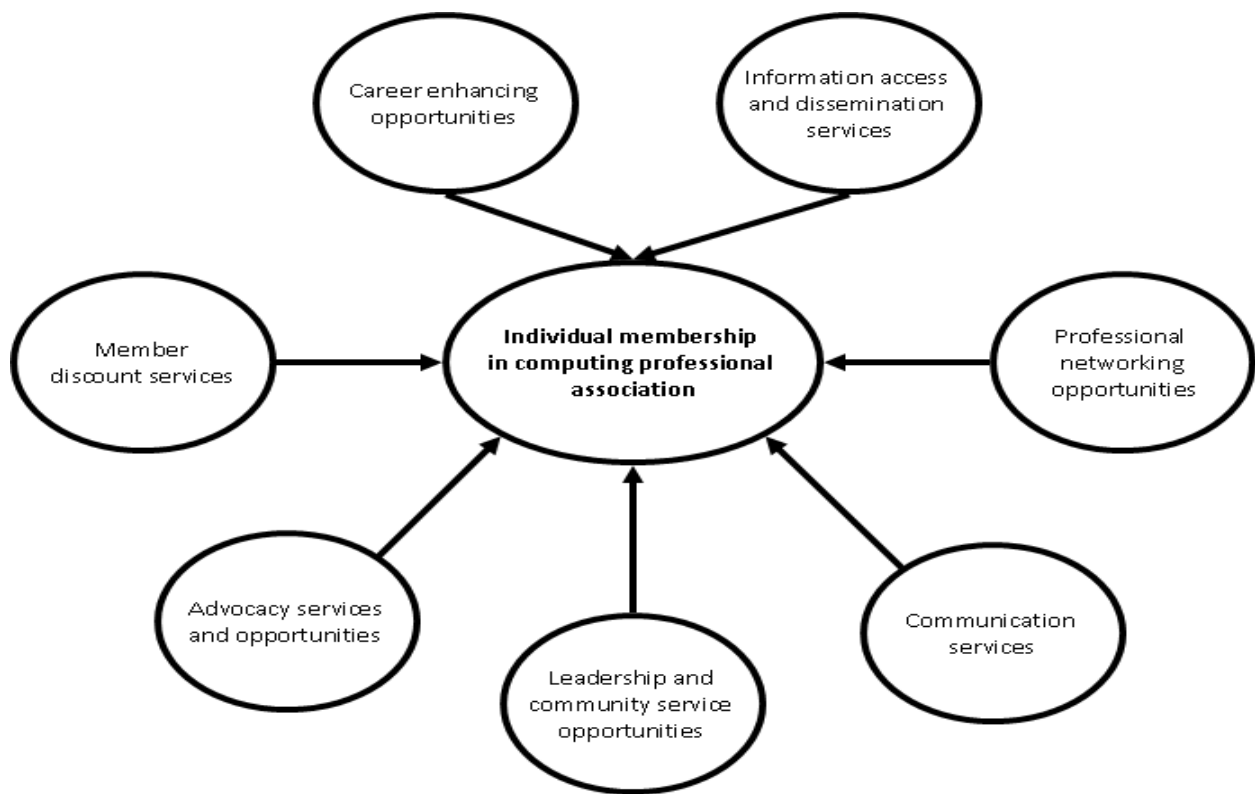 Career enhancing
opportunities
Information access
and dissemination
services
Member
discount services
Individual membership
in computing professional
association
Professional
networking
opportunities
Advocacy services
and opportunities
Leadership and
community service
opportunities
Communication
services